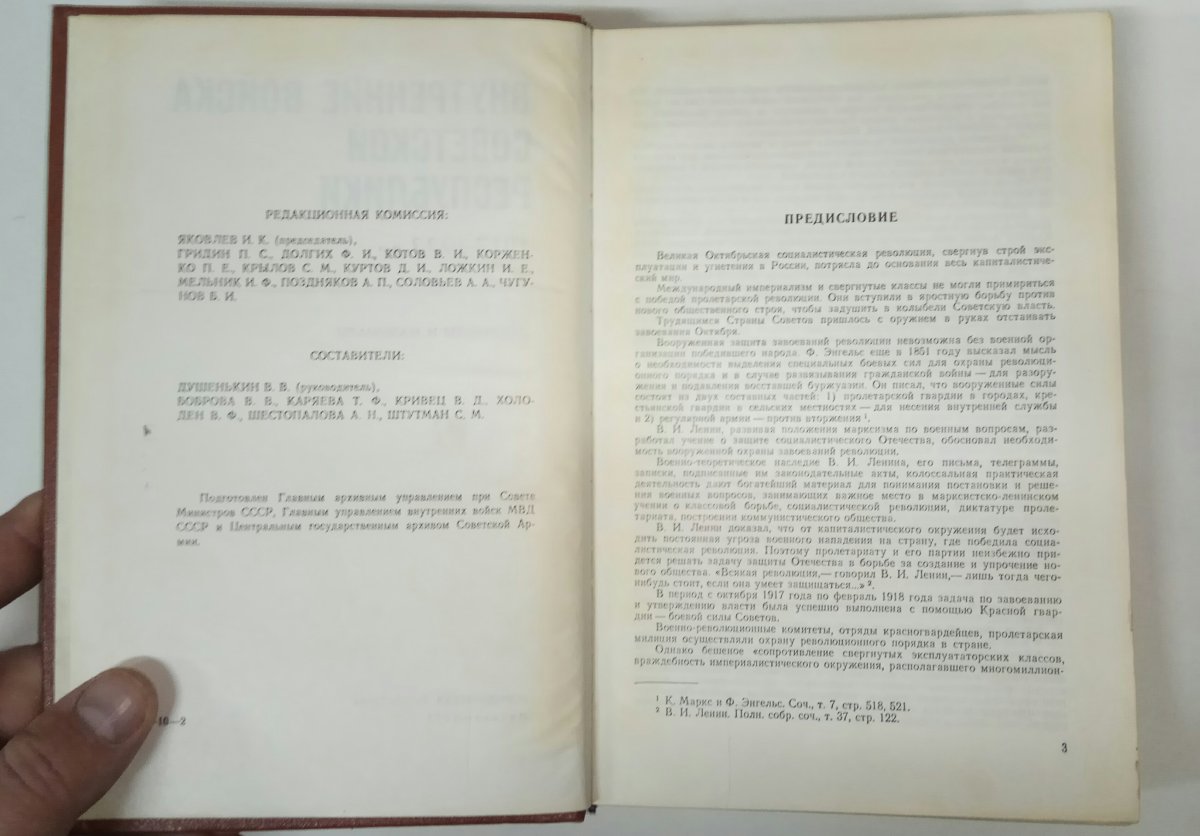 РЕДАКЦИОННАЯ КОМИССИЯ:
ЯКОВЛЕВ И. К. (председатель),
ГРИДИН П. С., ДОЛГИХ Ф. И., КОТОВ В. И., КОРЖЕН-
КО П. Е., КРЫЛОВ С. М., КУРТОВ Д. И., ЛОЖКИН И. Е.,
МЕЛЬНИК И. Ф., ПОЗДНЯКОВ А. П., СОЛОВЬЕВ А. А., ЧУГУ-
НОВ Б. И.
СОСТАВИТЕЛИ:
ДУШЕНЬКИН В. В. (руководитель),
БОБРОВА В. В., КАРЯЕВА Т. Ф., КРИВЕЦ В. Д., ХОЛО-
ДЕН В. Ф., ШЕСТОПАЛОВА А. Н., ШТУТМАН С. М.
Подготовлен Главным архивным управлением при Совете
Министров СССР, Главным управлением внутренних войск МВД
СССР и Центральным государственным архивом Советской Ар-
мии.
-10—2
ПРЕДИСЛОВИЕ
Великая Октябрьская социалистическая революция, свергнув строй экс-
плуатации и угнетения в России, потрясла до основания весь капиталистиче-
ский мир.
Международный империализм и свергнутые классы не могли примириться
с победой пролетарской революции. Они вступили в яростную борьбу против
нового общественного строя, чтобы задушить в колыбели Советскую власть.
Трудящимся Страны Советов пришлось с оружием в руках отстаивать
завоевания Октября.
Вооруженная защита завоеваний революции невозможна без военной ор-
ганизации победившего народа. Ф. Энгельс еще в 1851 году высказал мысль
о необходимости выделения специальных боевых сил для охраны революци-
онного порядка и в случае развязывания гражданской войны — для разору-
жения и подавления восставшей буржуазии. Он писал, что вооруженные силы
состоят из двух составных частей: 1) пролетарской гвардии в городах, кре-
стьянской гвардии в сельских местностях — для несения внутренней службы
и 2) регулярной армии — против вторжения ¹.
В. И. Ленин, развивая положения марксизма по военным вопросам, раз-
работал учение о защите социалистического Отечества, обосновал необходи-
мость вооруженной охраны завоеваний революции.
Военно-теоретическое наследие В. И. Ленина, его письма, телеграммы,
записки, подписанные им законодательные акты, колоссальная практическая
деятельность дают богатейший материал для понимания постановки и реше-
ния военных вопросов, занимающих важное место в марксистско-ленинском
учении о классовой борьбе, социалистической революции, диктатуре проле-
тариата, построении коммунистического общества.
В. И. Ленин доказал, что от капиталистического окружения будет исхо-
дить постоянная угроза военного нападения на страну, где победила социа-
листическая революция. Поэтому пролетариату и его партии неизбежно при-
дется решать задачу защиты Отечества в борьбе за создание и упрочение но-
вого общества. «Всякая революция,— говорил В. И. Ленин,— лишь тогда чего-
нибудь стоит, если она умеет защищаться...» ².
В период с октября 1917 года по февраль 1918 года задача по завоеванию
и утверждению власти была успешно выполнена с помощью Красной гвар-
дии — боевой силы Советов.
Военно-революционные комитеты, отряды красногвардейцев, пролетарская
милиция осуществляли охрану революционного порядка в стране.
Однако бешеное «сопротивление свергнутых эксплуататорских классов,
враждебность империалистического окружения, располагавшего многомиллион-
¹ К. Маркс и Ф. Энгельс. Соч., т. 7, стр. 518, 521.
² В. И. Ленин. Полн. собр. соч., т. 37, стр. 122.
3